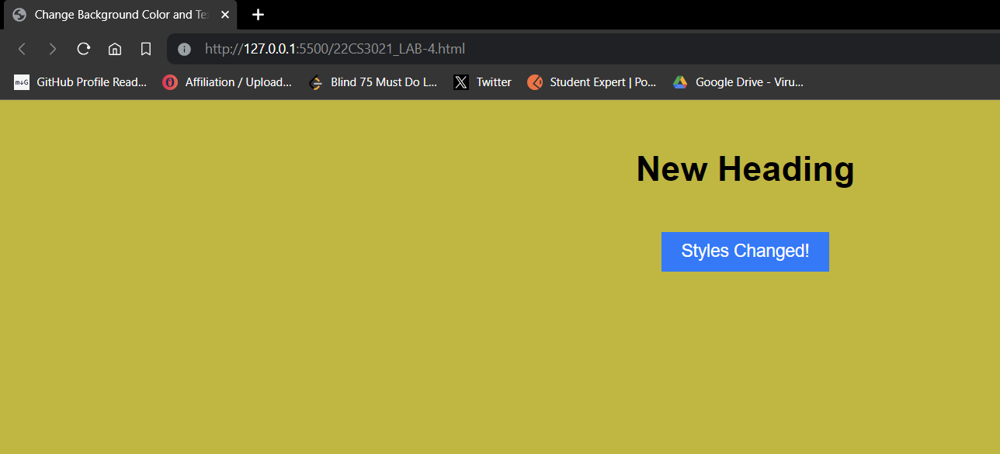 Change Background Color and Te
http://127.0.0.1:5500/22CS3021_LAB-4.html
M↓G GitHub Profile Read... Affiliation / Upload... Blind 75 Must Do L... Twitter Student Expert | Po... Google Drive - Viru...
New Heading
Styles Changed!